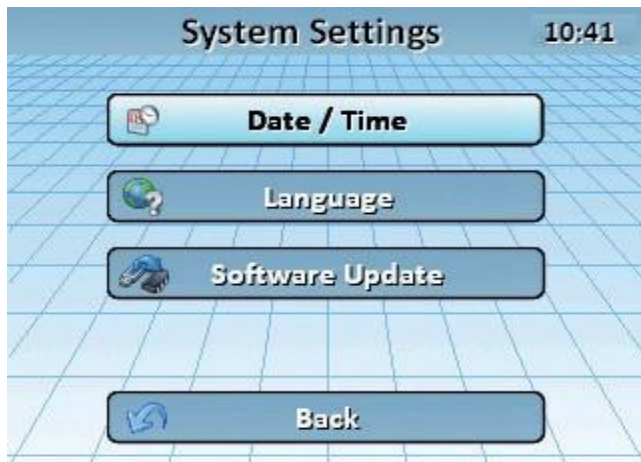 System Settings 10:41
Date / Time
Language
Software Update
Back